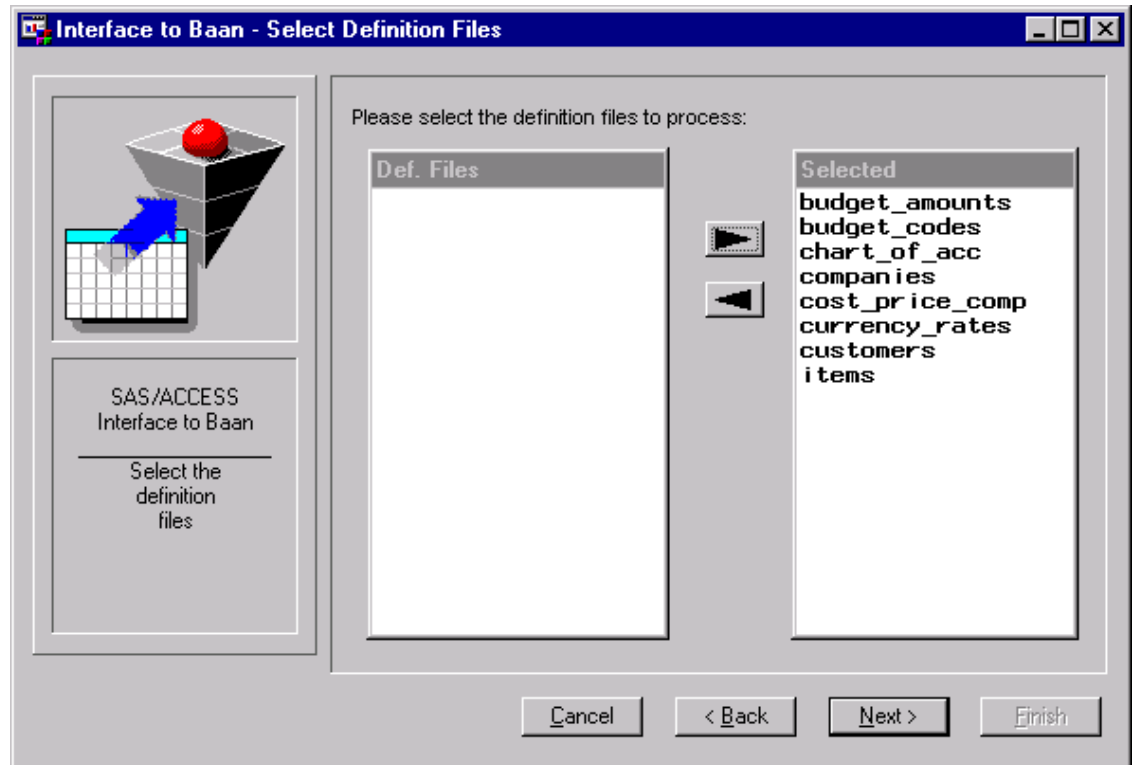 Interface to Baan - Select Definition Files
Please select the definition files to process:
Def. Files
Selected
budget_amounts
budget_codes
chart_of_acc
companies
cost_price_comp
currency_rates
customers
items
SAS/ACCESS
Interface to Baan
Select the
definition
files
Cancel
< Back
Next >
Finish